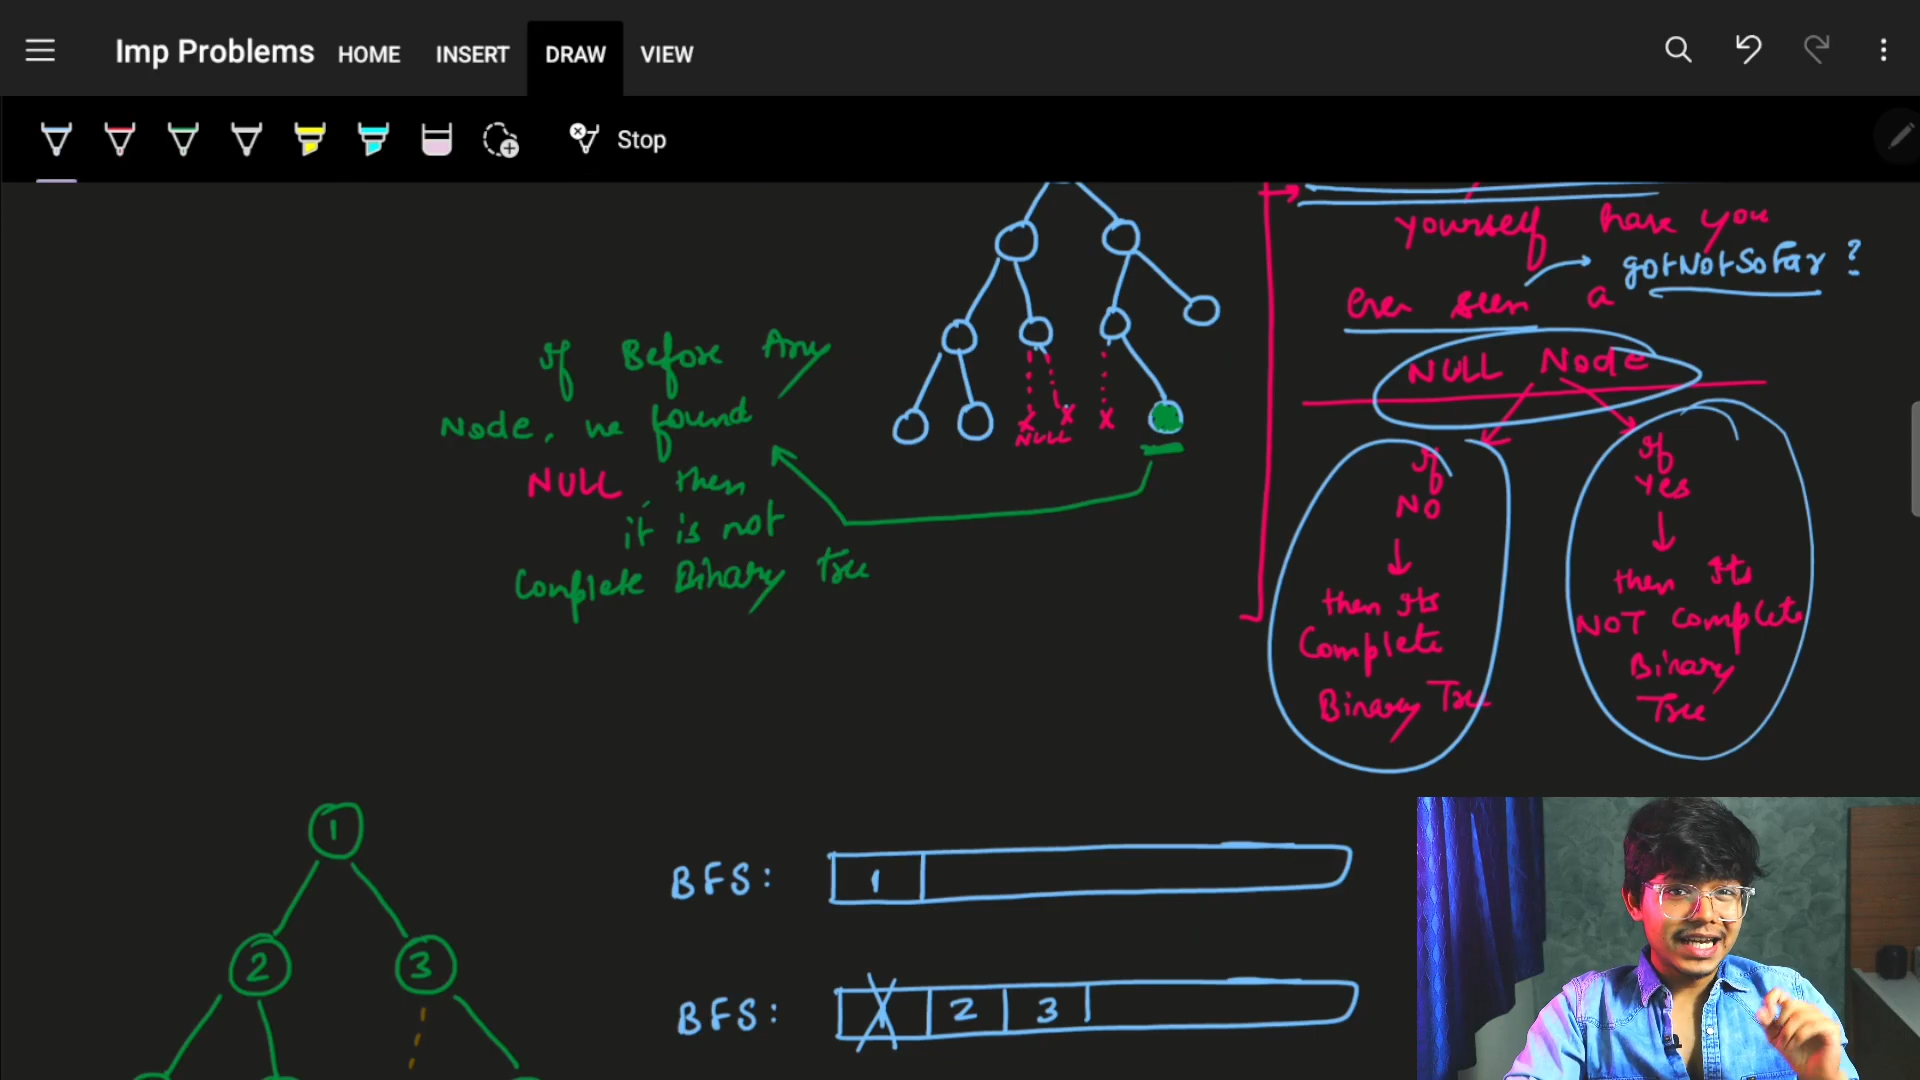 Imp Problems HOME INSERT DRAW VIEW
Stop
yourself have you
gotNotSoFar ?
ever seen a
NULL Node
If Before Any
Node, we found
NULL, then
it is not
Complete Binary Tree
NULL
If
NO
then its
Complete
Binary Tree
If
Yes
then its
NOT Complete
Binary
Tree
1
2 3
BFS: 1
BFS: 2 3